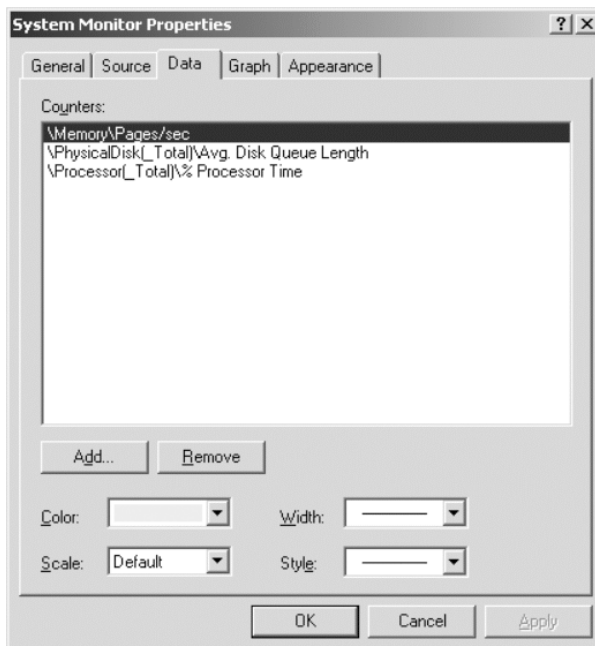 System Monitor Properties
General Source Data Graph Appearance
Counters:
\Memory\Pages/sec
\PhysicalDisk(_Total)\Avg. Disk Queue Length
\Processor(_Total)\% Processor Time
Add... Remove
Color: Width:
Scale: Default Style:
OK Cancel Apply